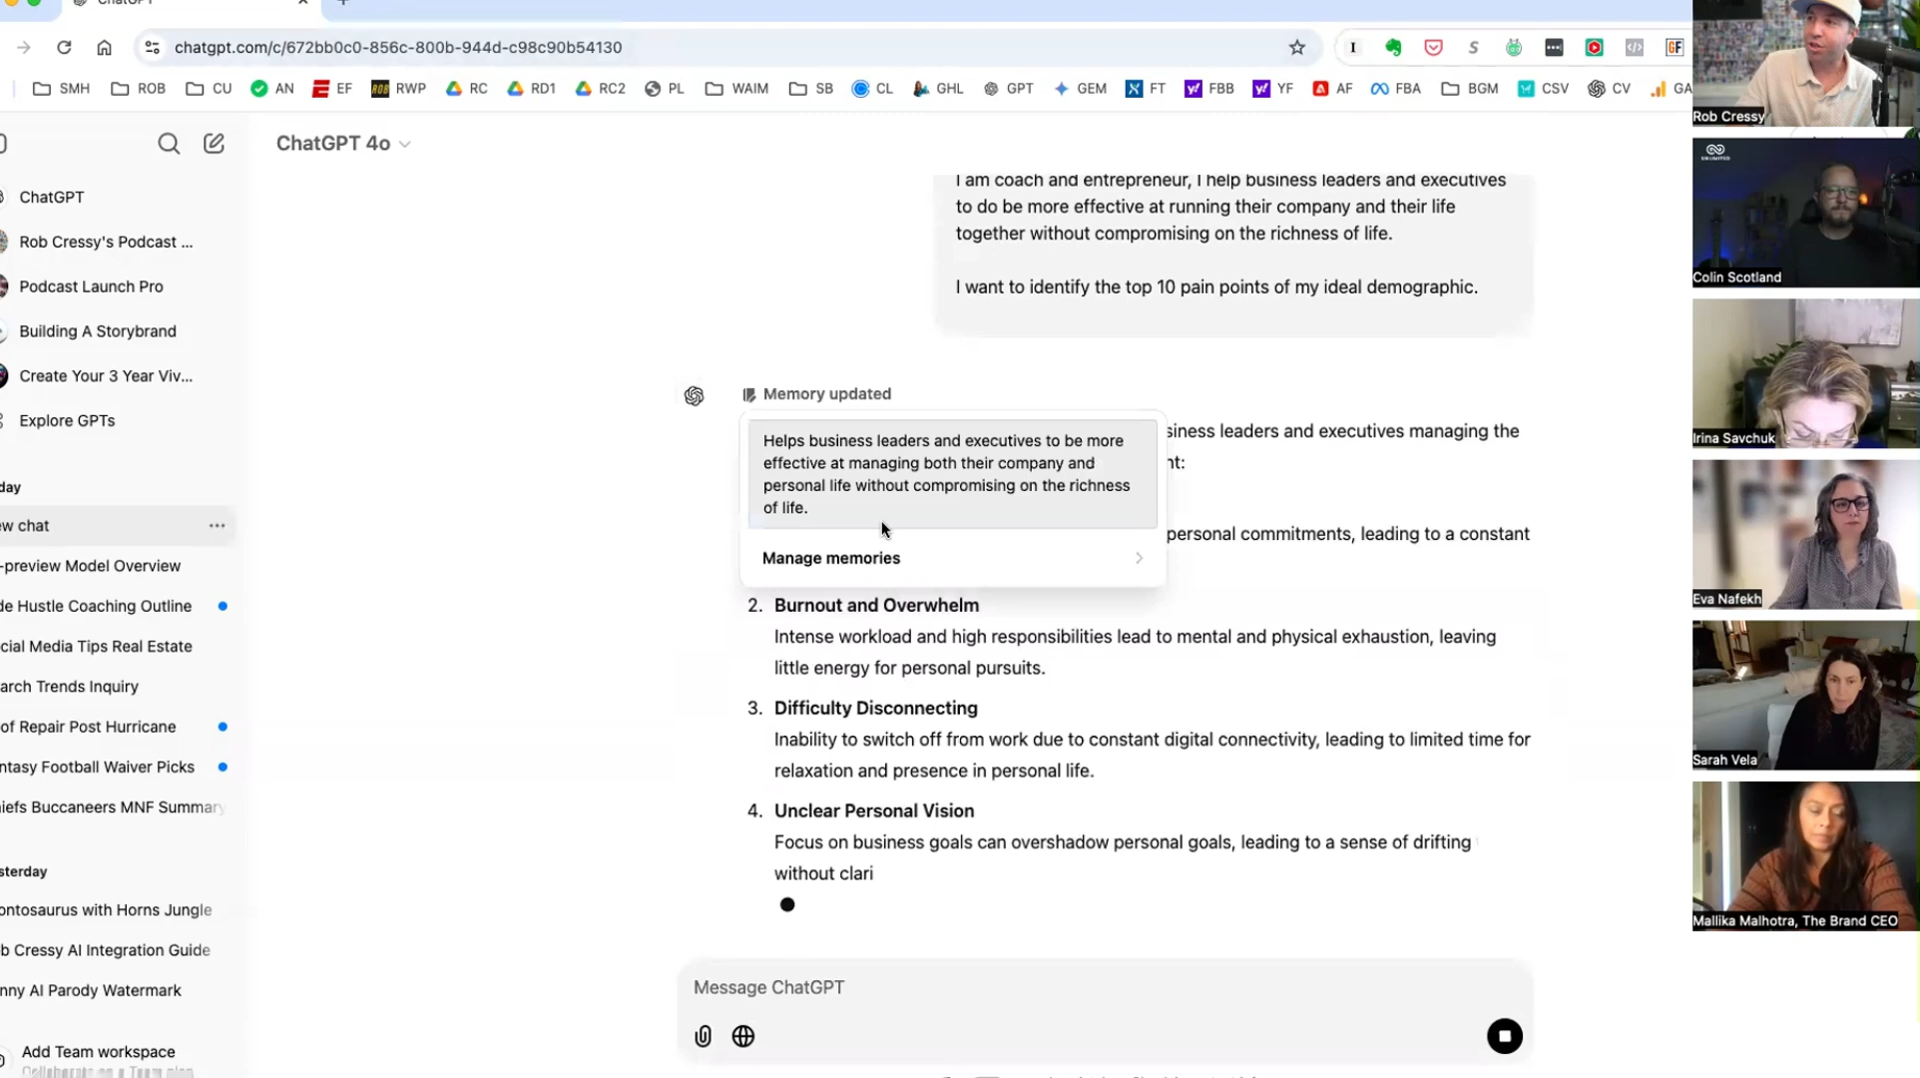 ChatGPT
chatgpt.com/c/672bb0c0-856c-800b-944d-c98c90b54130
SMH ROB CU AN EF RWP RC RD1 RC2 PL WAIM SB CL GHL GPT GEM FT FBB YF AF FBA BGM CSV CV GA
ChatGPT 4o
ChatGPT
Rob Cressy's Podcast ...
Podcast Launch Pro
Building A Storybrand
Create Your 3 Year Viv...
Explore GPTs
day
ew chat
-preview Model Overview
de Hustle Coaching Outline
cial Media Tips Real Estate
arch Trends Inquiry
of Repair Post Hurricane
ntasy Football Waiver Picks
iefs Buccaneers MNF Summary
sterday
ontosaurus with Horns Jungle
b Cressy AI Integration Guide
nny AI Parody Watermark
Add Team workspace
Collaborate on a Team plan
I am coach and entrepreneur, I help business leaders and executives
to do be more effective at running their company and their life
together without compromising on the richness of life.
I want to identify the top 10 pain points of my ideal demographic.
Memory updated
Helps business leaders and executives to be more
effective at managing both their company and
personal life without compromising on the richness
of life.
Manage memories
siness leaders and executives managing the
nt:
personal commitments, leading to a constant
2. Burnout and Overwhelm
Intense workload and high responsibilities lead to mental and physical exhaustion, leaving
little energy for personal pursuits.
3. Difficulty Disconnecting
Inability to switch off from work due to constant digital connectivity, leading to limited time for
relaxation and presence in personal life.
4. Unclear Personal Vision
Focus on business goals can overshadow personal goals, leading to a sense of drifting
without clari
Message ChatGPT
Rob Cressy
UNLIMITED
Colin Scotland
Irina Savchuk
Eva Nafekh
Sarah Vela
Mallika Malhotra, The Brand CEO